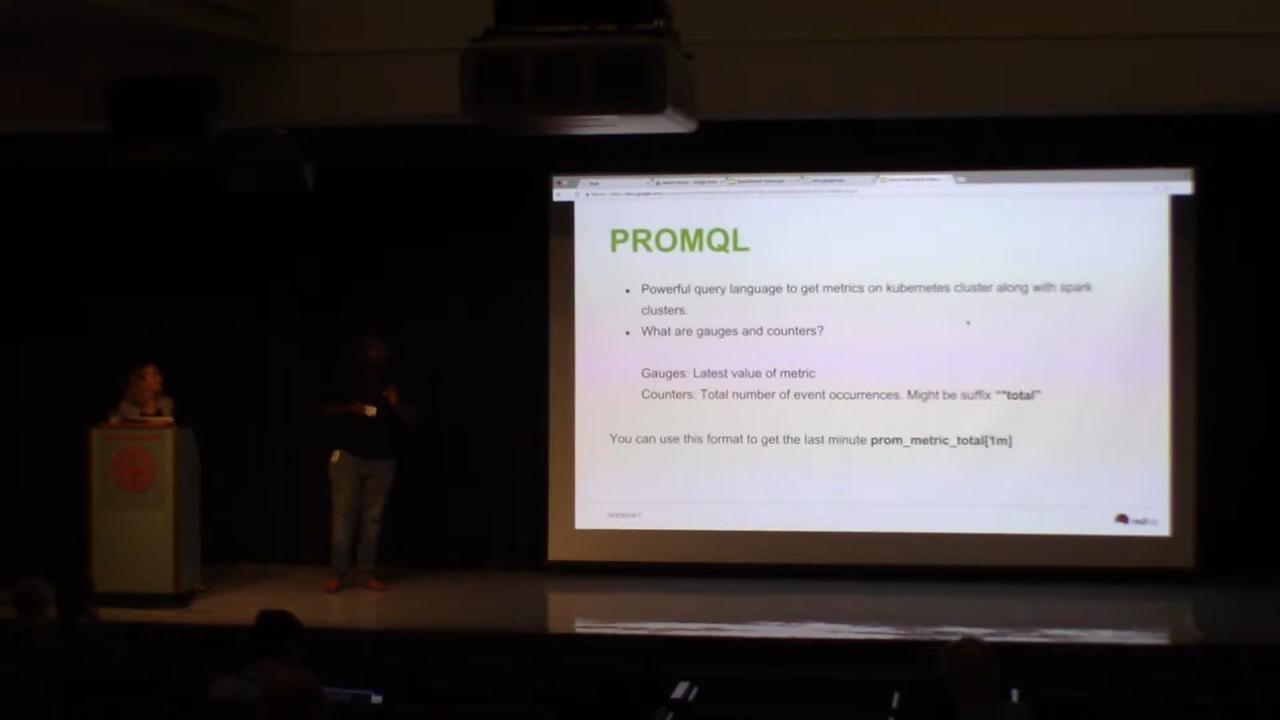 PROMQL
• Powerful query language to get metrics on kubernetes cluster along with spark
clusters.
• What are gauges and counters?
Gauges: Latest value of metric
Counters: Total number of event occurrences. Might be suffix "“total”
You can use this format to get the last minute prom_metric_total[1m]